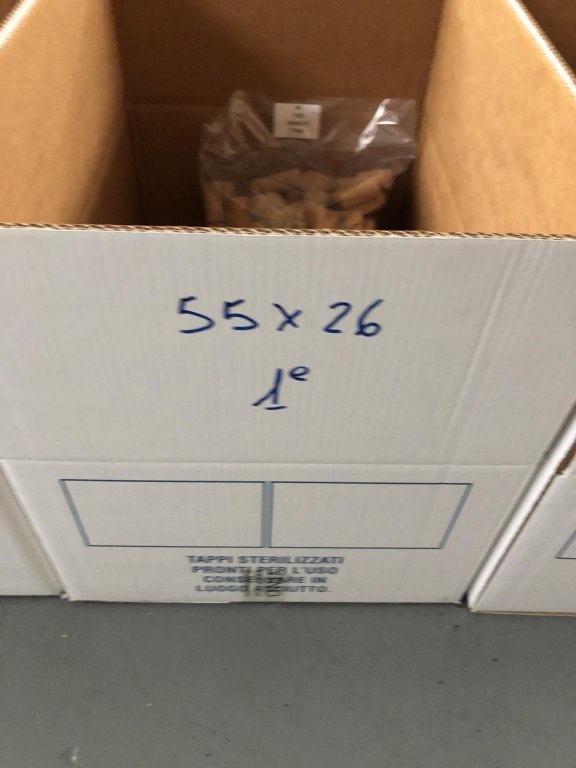 55 x 26
1e
TAPPI STERILIZZATI
PRONTI PER L'USO
CONSERVARE IN
LUOGO ASCIUTTO.